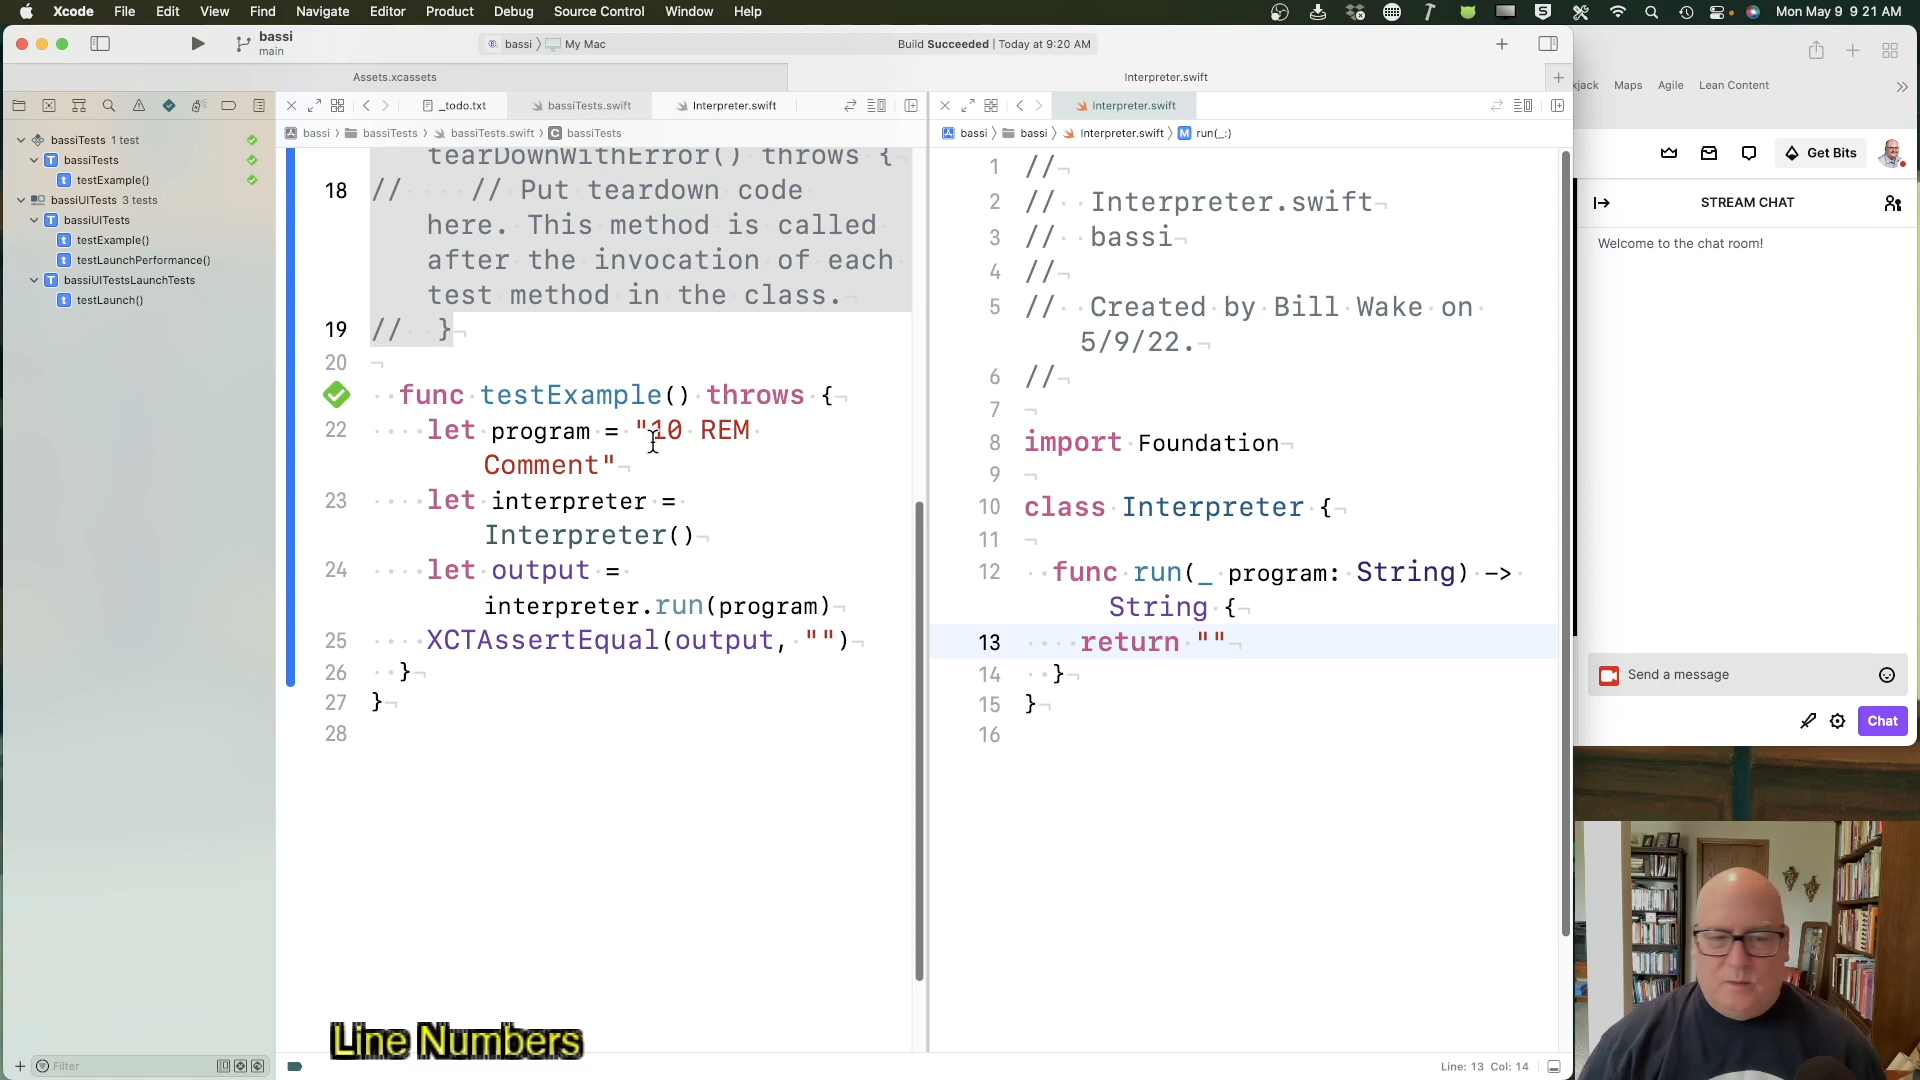 Xcode File Edit View Find Navigate Editor Product Debug Source Control Window Help
Mon May 9 9:21 AM
bassi
main
bassi 〉 My Mac
Build Succeeded | Today at 9:20 AM
Assets.xcassets
Interpreter.swift
_todo.txt
bassiTests.swift
Interpreter.swift
Interpreter.swift
bassi 〉 bassiTests 〉 bassiTests.swift 〉 C bassiTests
bassi 〉 bassi 〉 Interpreter.swift 〉 M run(_:)
bassiTests 1 test
T bassiTests
t testExample()
bassiUITests 3 tests
T bassiUITests
t testExample()
t testLaunchPerformance()
T bassiUITestsLaunchTests
t testLaunch()
Filter
tearDownWithError() throws {
18 // // Put teardown code
here. This method is called
after the invocation of each
test method in the class.
19 // }
20
func testExample() throws {
22 let program = "10 REM
Comment"
23 let interpreter =
Interpreter()
24 let output =
interpreter.run(program)
25 XCTAssertEqual(output, "")
26 }
27 }
28
Line Numbers
1 //
2 // Interpreter.swift
3 // bassi
4 //
5 // Created by Bill Wake on
5/9/22.
6 //
7
8 import Foundation
9
10 class Interpreter {
11
12 func run(_ program: String) ->
String {
13 return ""
14 }
15 }
16
Line: 13 Col: 14
kjack Maps Agile Lean Content
Get Bits
STREAM CHAT
Welcome to the chat room!
Send a message
Chat